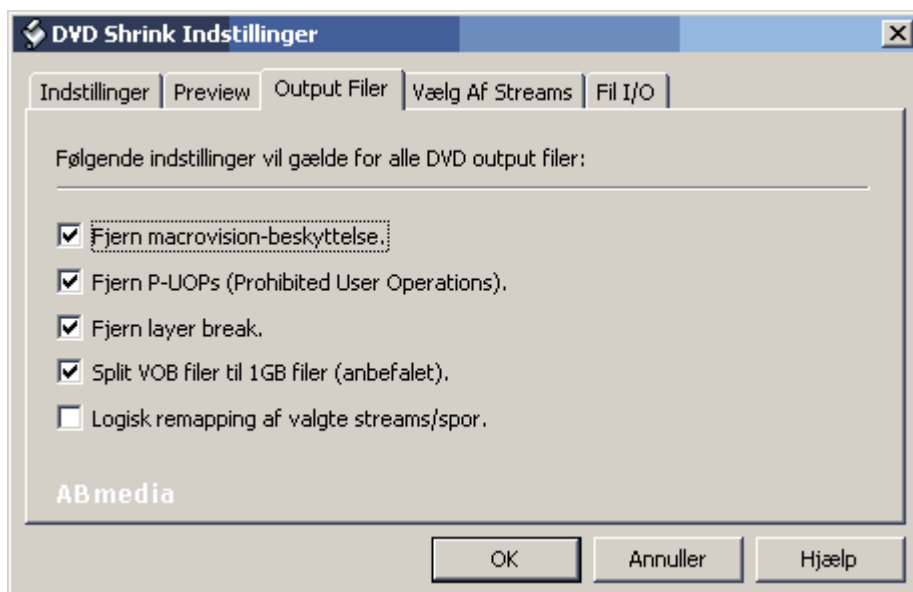 DVD Shrink Indstillinger
Indstillinger Preview Output Filer Vælg Af Streams Fil I/O
Følgende indstillinger vil gælde for alle DVD output filer:
Fjern macrovision-beskyttelse.
Fjern P-UOPs (Prohibited User Operations).
Fjern layer break.
Split VOB filer til 1GB filer (anbefalet).
Logisk remapping af valgte streams/spor.
ABmedia
OK Annuller Hjælp